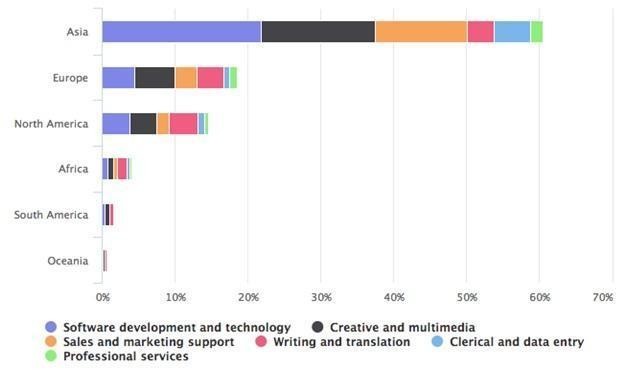 Asia
Europe
North America
Africa
South America
Oceania
0% 10% 20% 30% 40% 50% 60% 70%
Software development and technology Creative and multimedia
Sales and marketing support Writing and translation Clerical and data entry
Professional services